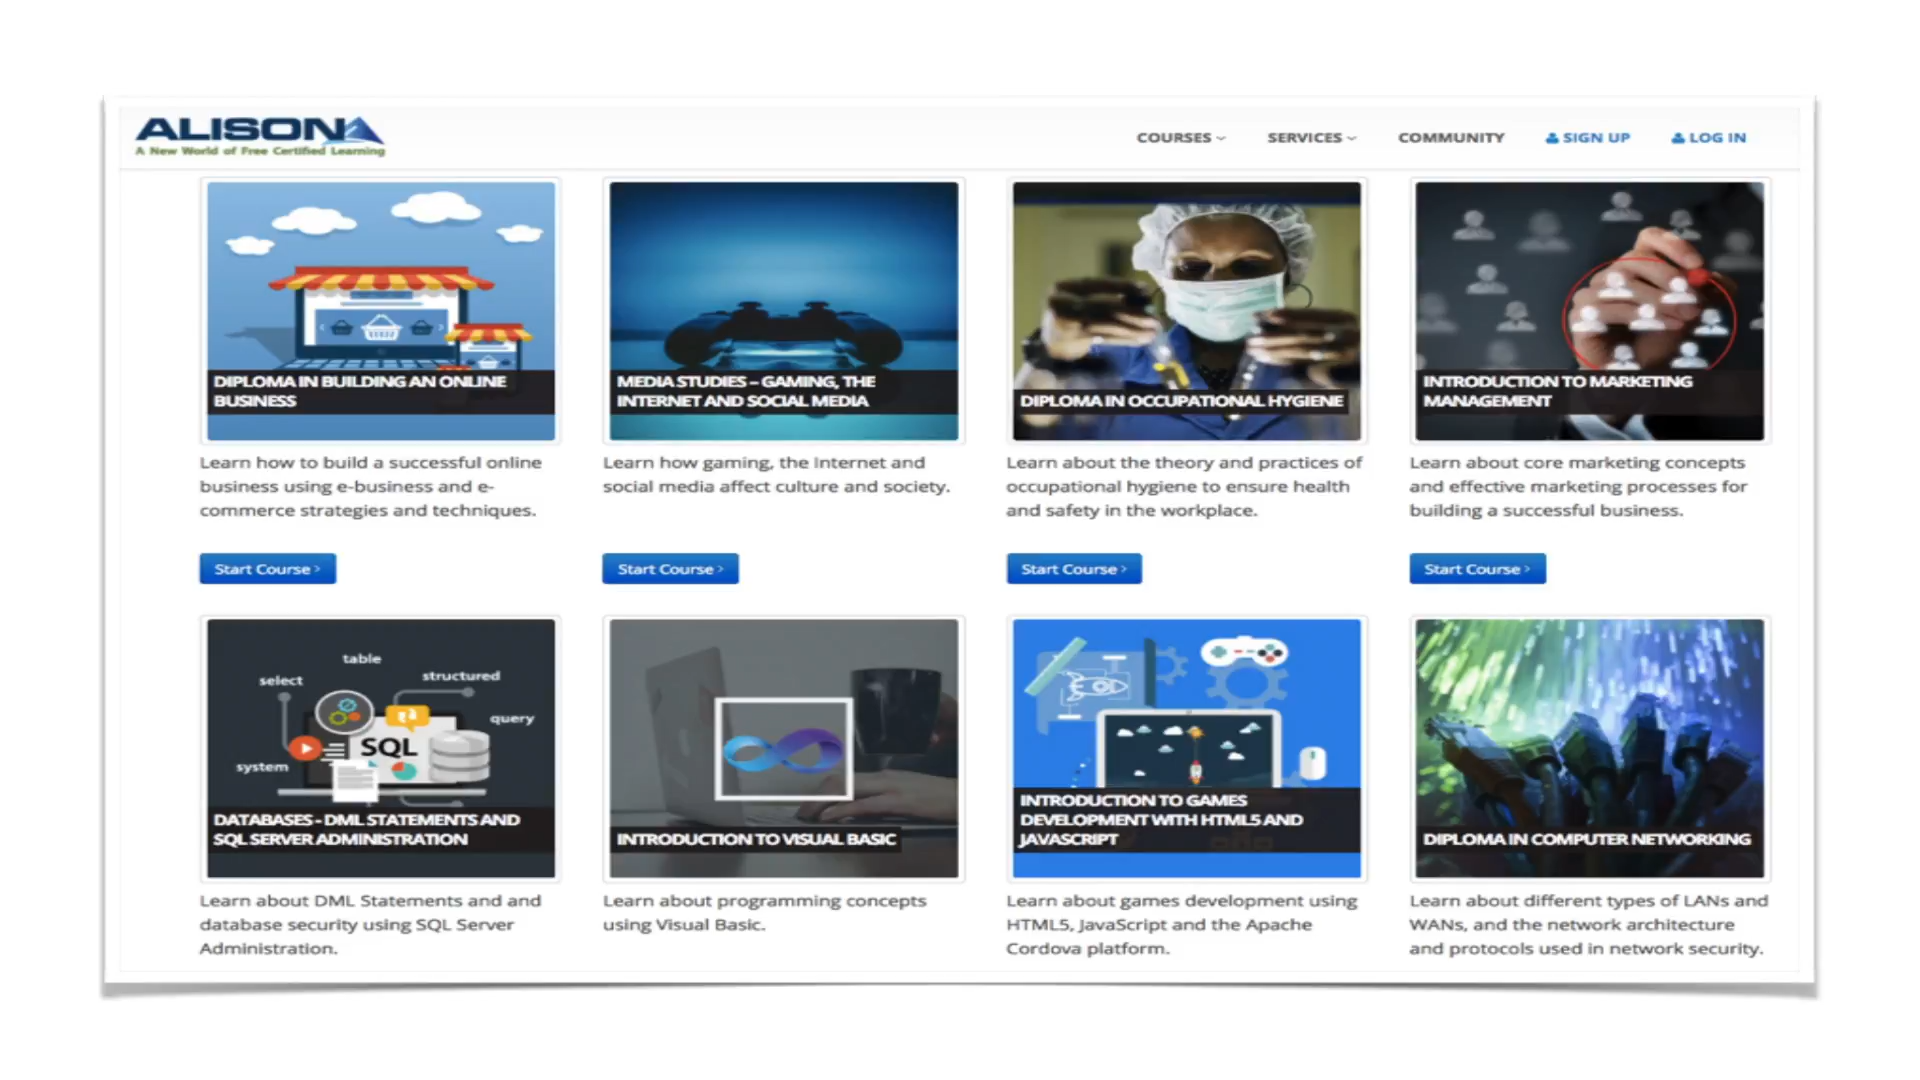 ALISON
A New World of Free Certified Learning
COURSES
SERVICES
COMMUNITY
SIGN UP
LOG IN
DIPLOMA IN BUILDING AN ONLINE
BUSINESS
Learn how to build a successful online
business using e-business and e-
commerce strategies and techniques.
Start Course
MEDIA STUDIES – GAMING, THE
INTERNET AND SOCIAL MEDIA
Learn how gaming, the Internet and
social media affect culture and society.
Start Course
DIPLOMA IN OCCUPATIONAL HYGIENE
Learn about the theory and practices of
occupational hygiene to ensure health
and safety in the workplace.
Start Course
INTRODUCTION TO MARKETING
MANAGEMENT
Learn about core marketing concepts
and effective marketing processes for
building a successful business.
Start Course
table
select
structured
query
SQL
system
DATABASES - DML STATEMENTS AND
SQL SERVER ADMINISTRATION
Learn about DML Statements and and
database security using SQL Server
Administration.
INTRODUCTION TO VISUAL BASIC
Learn about programming concepts
using Visual Basic.
INTRODUCTION TO GAMES
DEVELOPMENT WITH HTML5 AND
JAVASCRIPT
Learn about games development using
HTML5, JavaScript and the Apache
Cordova platform.
DIPLOMA IN COMPUTER NETWORKING
Learn about different types of LANs and
WANs, and the network architecture
and protocols used in network security.